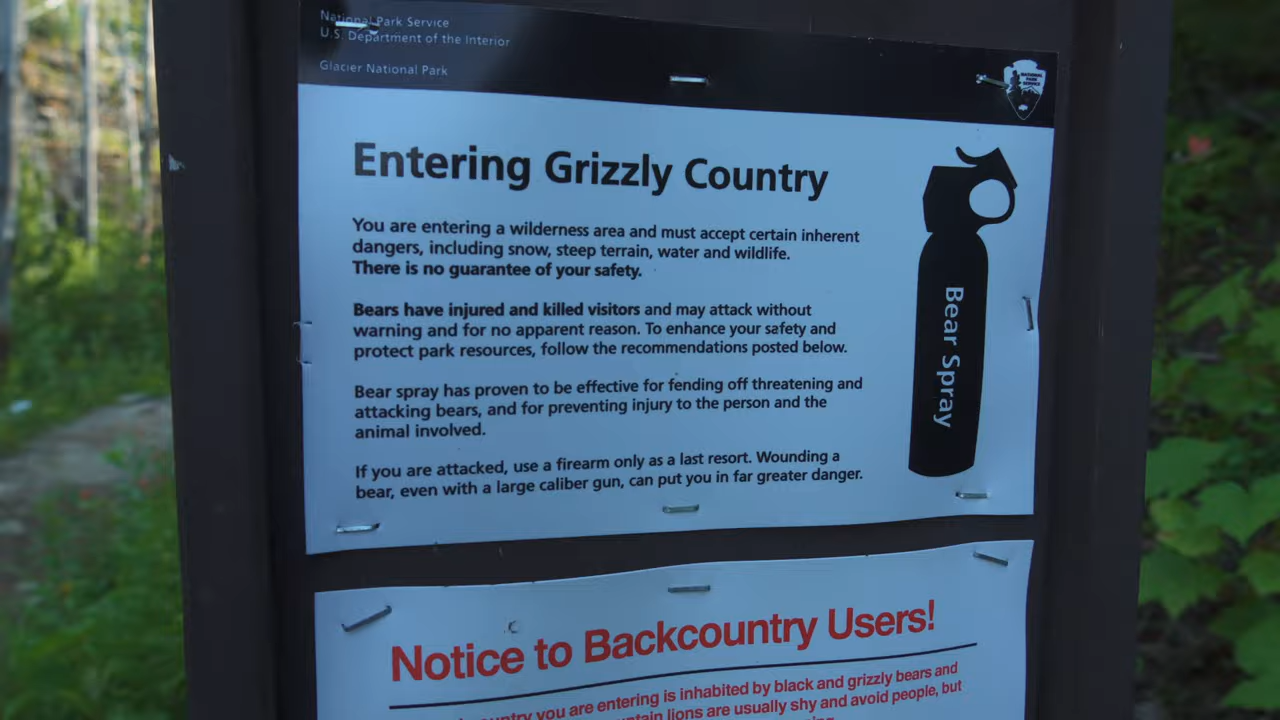 National Park Service
U.S. Department of the Interior
Glacier National Park
NATIONAL
PARK
SERVICE
Entering Grizzly Country
You are entering a wilderness area and must accept certain inherent
dangers, including snow, steep terrain, water and wildlife.
There is no guarantee of your safety.
Bears have injured and killed visitors and may attack without
warning and for no apparent reason. To enhance your safety and
protect park resources, follow the recommendations posted below.
Bear spray has proven to be effective for fending off threatening and
attacking bears, and for preventing injury to the person and the
animal involved.
If you are attacked, use a firearm only as a last resort. Wounding a
bear, even with a large caliber gun, can put you in far greater danger.
Bear Spray
Notice to Backcountry Users!
you are entering is inhabited by black and grizzly bears and
lions are usually shy and avoid people, but